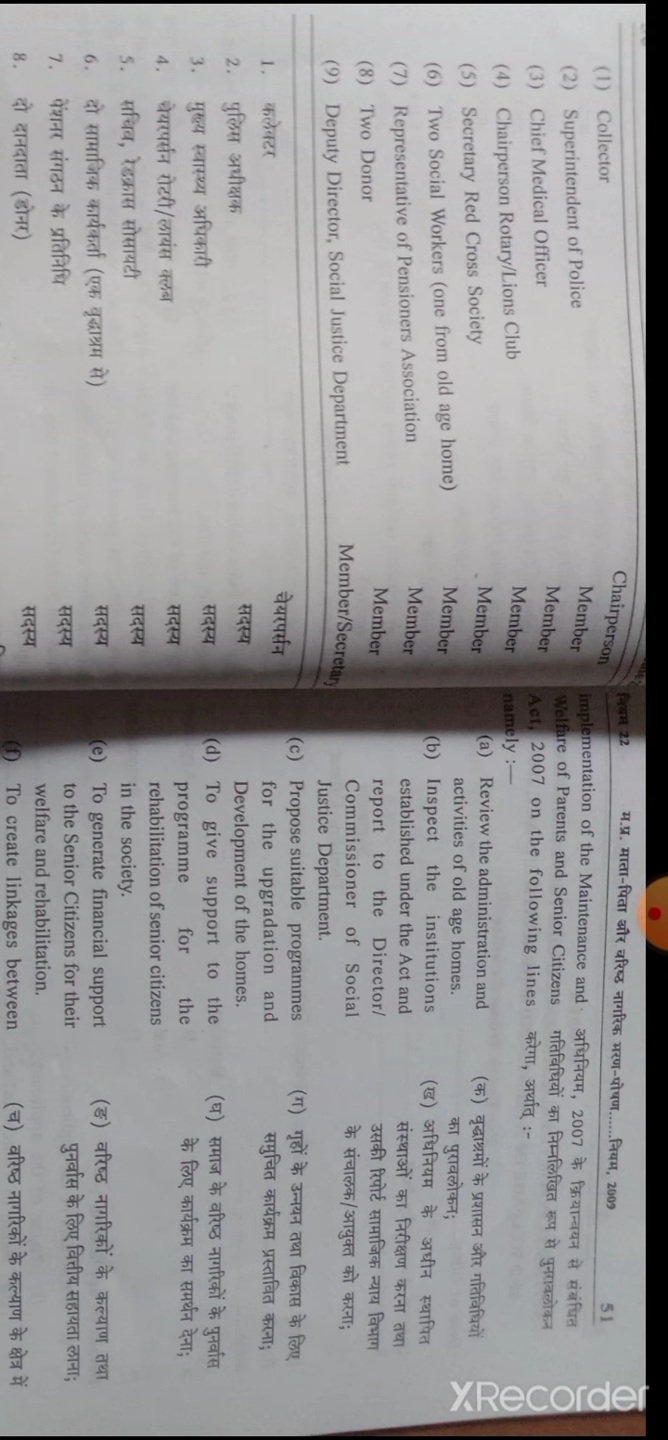 (1) Collector Chairperson
(2) Superintendent of Police Member
(3) Chief Medical Officer Member
(4) Chairperson Rotary/Lions Club Member
(5) Secretary Red Cross Society Member
(6) Two Social Workers (one from old age home) Member
(7) Representative of Pensioners Association Member
(8) Two Donor Member
(9) Deputy Director, Social Justice Department Member/Secretary
1. कलेक्टर चेयरपर्सन
2. पुलिस अधीक्षक सदस्य
3. मुख्य स्वास्थ्य अधिकारी सदस्य
4. चेयरपर्सन रोटरी/लायंस क्लब सदस्य
5. सचिव, रेडक्रास सोसायटी सदस्य
6. दो सामाजिक कार्यकर्ता (एक वृद्धाश्रम से) सदस्य
7. पेंशनर संगठन के प्रतिनिधि सदस्य
8. दो दानदाता (डोनर) सदस्य
नियम 22 म.प्र. माता-पिता और वरिष्ठ नागरिक भरण-पोषण......नियम, 2009 51
implementation of the Maintenance and
Welfare of Parents and Senior Citizens
Act, 2007 on the following lines
namely :—
(a) Review the administration and
activities of old age homes.
(b) Inspect the institutions
established under the Act and
report to the Director/
Commissioner of Social
Justice Department.
(c) Propose suitable programmes
for the upgradation and
Development of the homes.
(d) To give support to the
programme for the
rehabilitation of senior citizens
in the society.
(e) To generate financial support
to the Senior Citizens for their
welfare and rehabilitation.
(f) To create linkages between
अधिनियम, 2007 के क्रियान्वयन से संबंधित
गतिविधियों का निम्नलिखित रूप से पुनरावलोकन
करेगा, अर्थात् :-
(क) वृद्धाश्रमों के प्रशासन और गतिविधियों
का पुरावलोकन;
(ख) अधिनियम के अधीन स्थापित
संस्थाओं का निरीक्षण करना तथा
उसकी रिपोर्ट सामाजिक न्याय विभाग
के संचालक/आयुक्त को करना;
(ग) गृहों के उन्नयन तथा विकास के लिए
समुचित कार्यक्रम प्रस्तावित करना;
(घ) समाज के वरिष्ठ नागरिकों के पुनर्वास
के लिए कार्यक्रम का समर्थन देना;
(ङ) वरिष्ठ नागरिकों के कल्याण तथा
पुनर्वास के लिए वित्तीय सहायता लाना;
(च) वरिष्ठ नागरिकों के कल्याण के क्षेत्र में
XRecorder